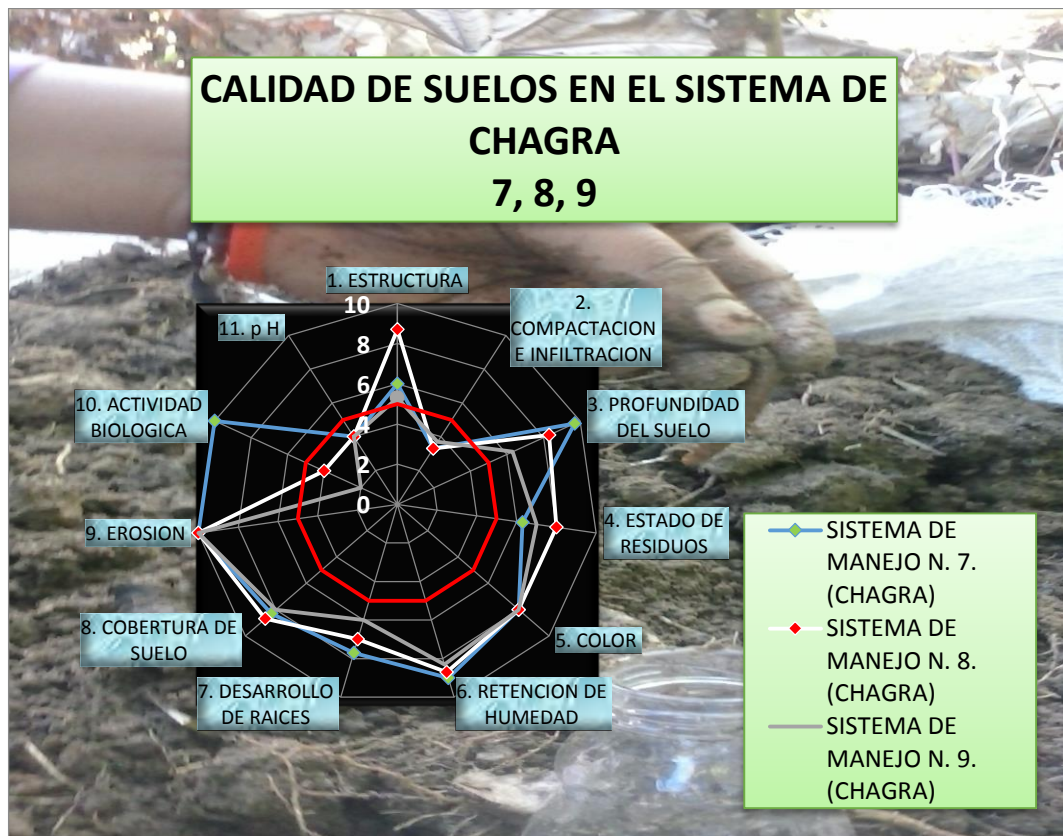 CALIDAD DE SUELOS EN EL SISTEMA DE
CHAGRA
7, 8, 9
1. ESTRUCTURA
2.
COMPACTACION
E INFILTRACION
3. PROFUNDIDAD
DEL SUELO
4. ESTADO DE
RESIDUOS
5. COLOR
6. RETENCION DE
HUMEDAD
7. DESARROLLO
DE RAICES
8. COBERTURA DE
SUELO
9. EROSION
10. ACTIVIDAD
BIOLOGICA
11. p H
10
8
6
4
2
0
SISTEMA DE
MANEJO N. 7.
(CHAGRA)
SISTEMA DE
MANEJO N. 8.
(CHAGRA)
SISTEMA DE
MANEJO N. 9.
(CHAGRA)